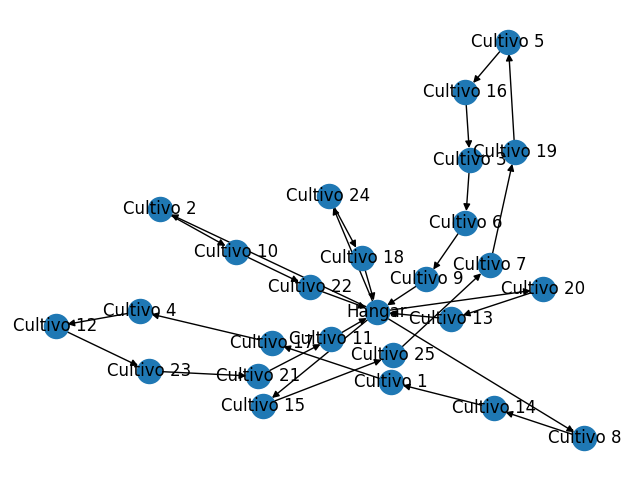 Cultivo 5
Cultivo 16
Cultivo 3
Cultivo 19
Cultivo 24
Cultivo 2
Cultivo 6
Cultivo 10
Cultivo 18
Cultivo 7
Cultivo 9
Cultivo 22
Cultivo 20
Cultivo 4
Hangar
Cultivo 13
Cultivo 12
Cultivo 17
Cultivo 11
Cultivo 25
Cultivo 23
Cultivo 21
Cultivo 1
Cultivo 15
Cultivo 14
Cultivo 8